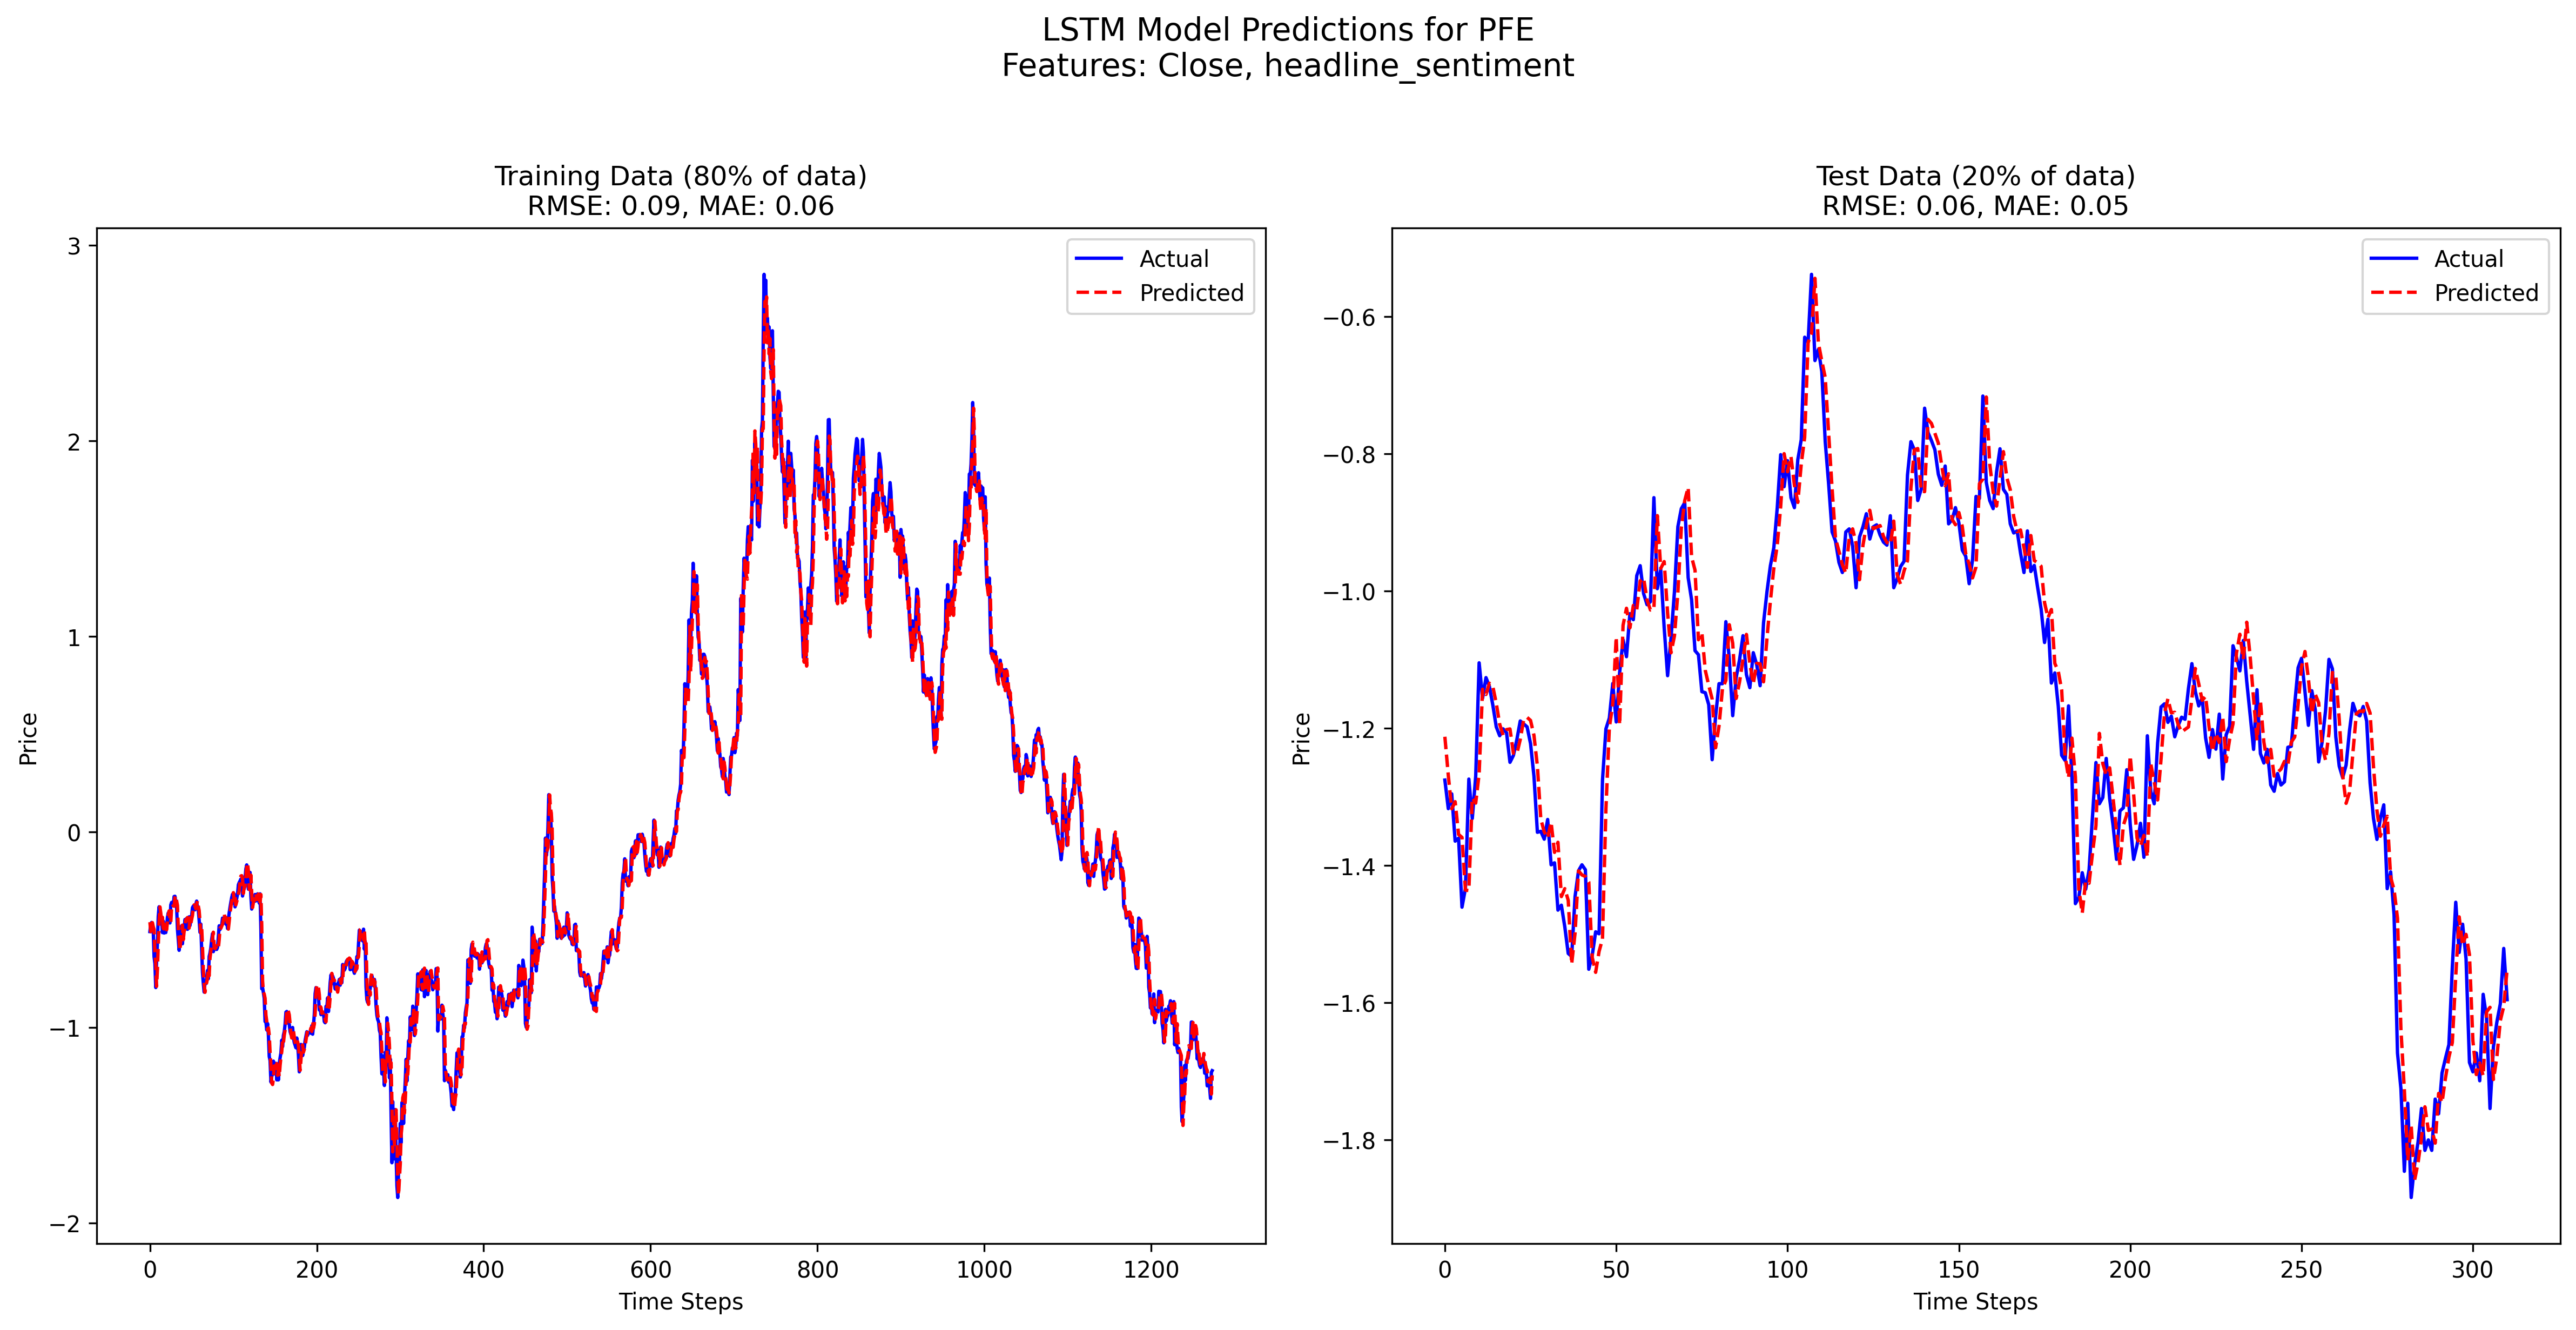 LSTM Model Predictions for PFE
Features: Close, headline_sentiment
Training Data (80% of data)
RMSE: 0.09, MAE: 0.06
3
2
1
0
−1
−2
Price
0
200
400
600
800
1000
1200
Time Steps
Actual
Predicted
Test Data (20% of data)
RMSE: 0.06, MAE: 0.05
−0.6
−0.8
−1.0
−1.2
−1.4
−1.6
−1.8
Price
0
50
100
150
200
250
300
Time Steps
Actual
Predicted